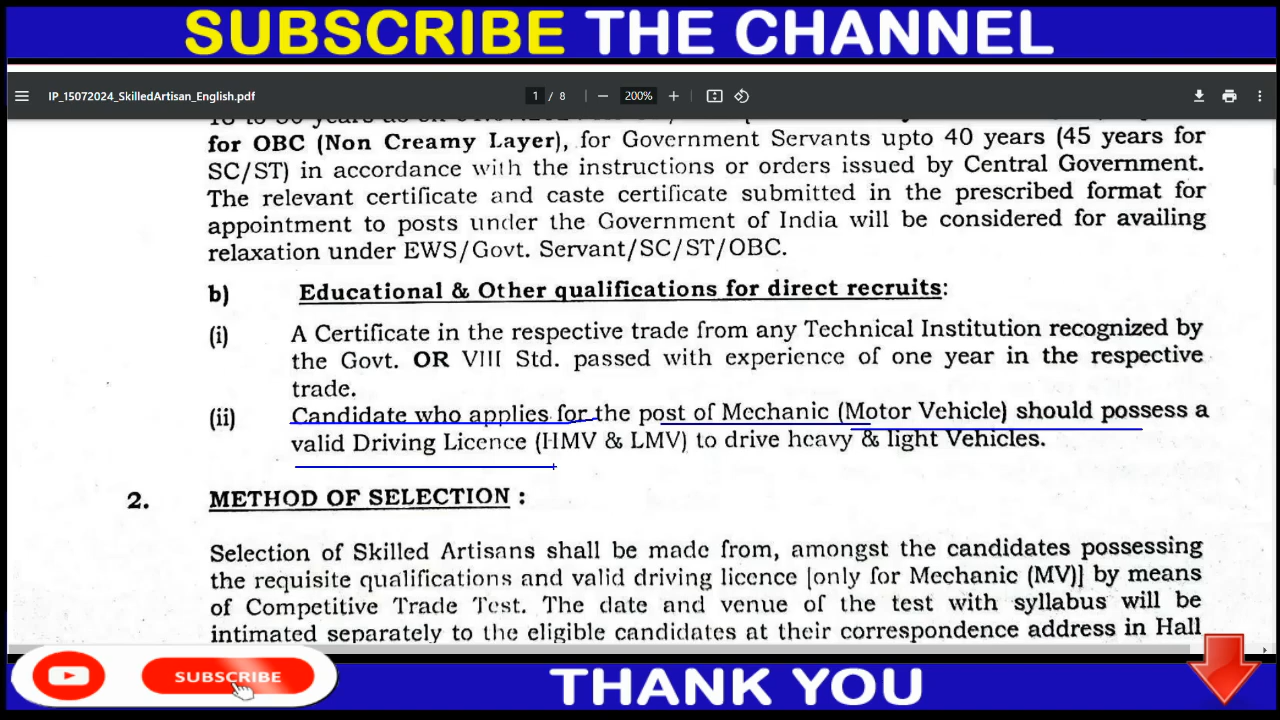 SUBSCRIBE THE CHANNEL
IP_15072024_SkilledArtisan_English.pdf
1 / 8
200%
for OBC (Non Creamy Layer), for Government Servants upto 40 years (45 years for
SC/ST) in accordance with the instructions or orders issued by Central Government.
The relevant certificate and caste certificate submitted in the prescribed format for
appointment to posts under the Government of India will be considered for availing
relaxation under EWS/Govt. Servant/SC/ST/OBC.
b) Educational & Other qualifications for direct recruits:
(i) A Certificate in the respective trade from any Technical Institution recognized by
the Govt. OR VIII Std. passed with experience of one year in the respective
trade.
(ii) Candidate who applies for the post of Mechanic (Motor Vehicle) should possess a
valid Driving Licence (HMV & LMV) to drive heavy & light Vehicles.
2. METHOD OF SELECTION :
Selection of Skilled Artisans shall be made from, amongst the candidates possessing
the requisite qualifications and valid driving licence [only for Mechanic (MV)] by means
of Competitive Trade Test. The date and venue of the test with syllabus will be
intimated separately to the eligible candidates at their correspondence address in Hall
SUBSCRIBE
THANK YOU